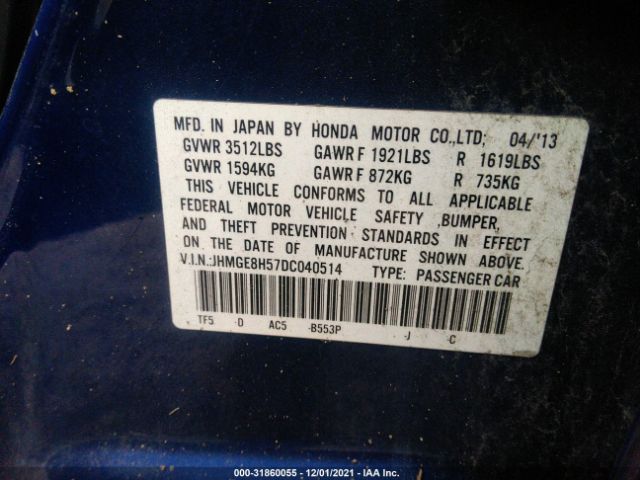 MFD. IN JAPAN BY HONDA MOTOR CO.,LTD; 04/'13
GVWR 3512LBS GAWR F 1921LBS R 1619LBS
GVWR 1594KG GAWR F 872KG R 735KG
THIS VEHICLE CONFORMS TO ALL APPLICABLE
FEDERAL MOTOR VEHICLE SAFETY ,BUMPER,
AND THEFT PREVENTION STANDARDS IN EFFECT
ON THE DATE OF MANUFACTURE SHOWN ABOVE.
V.I.N.:JHMGE8H57DC040514 TYPE: PASSENGER CAR
TF5 -D AC5 -B553P -J -C
000-31860055 - 12/01/2021 - IAA Inc.